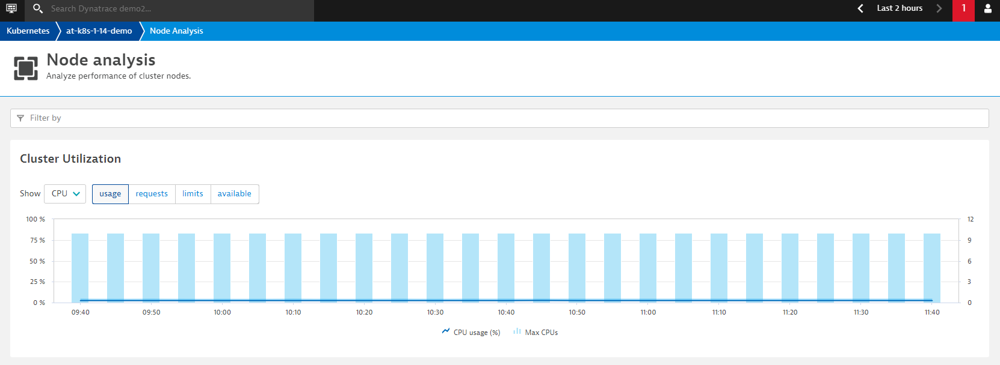 Search Dynatrace demo2...
Last 2 hours
1
Kubernetes
at-k8s-1-14-demo
Node Analysis
Node analysis
Analyze performance of cluster nodes.
Filter by
Cluster Utilization
Show CPU usage requests limits available
100 % 12
75 % 9
50 % 6
25 % 3
0 % 0
09:40 09:50 10:00 10:10 10:20 10:30 10:40 10:50 11:00 11:10 11:20 11:30 11:40
CPU usage (%) Max CPUs